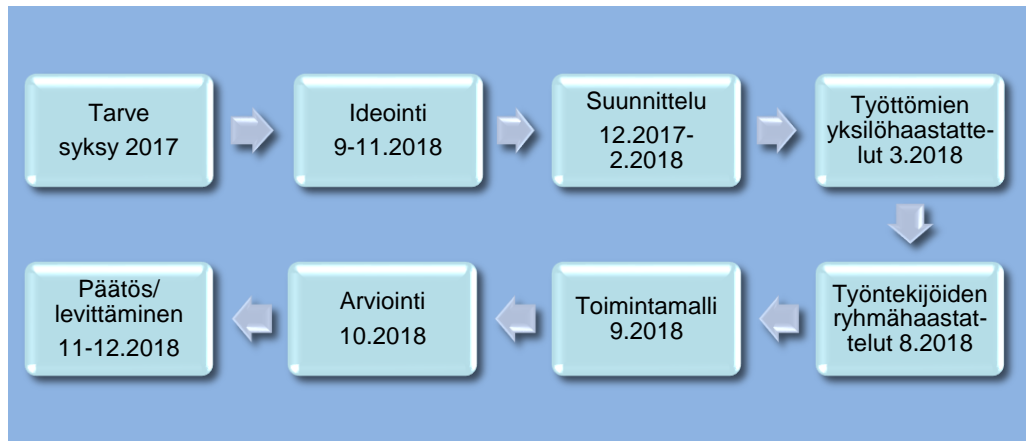 Tarve
syksy 2017
Ideointi
9-11.2018
Suunnittelu
12.2017-
2.2018
Työttömien
yksilöhaastatte-
lut 3.2018
Työntekijöiden
ryhmähaastat-
telut 8.2018
Toimintamalli
9.2018
Arviointi
10.2018
Päätös/
levittäminen
11-12.2018